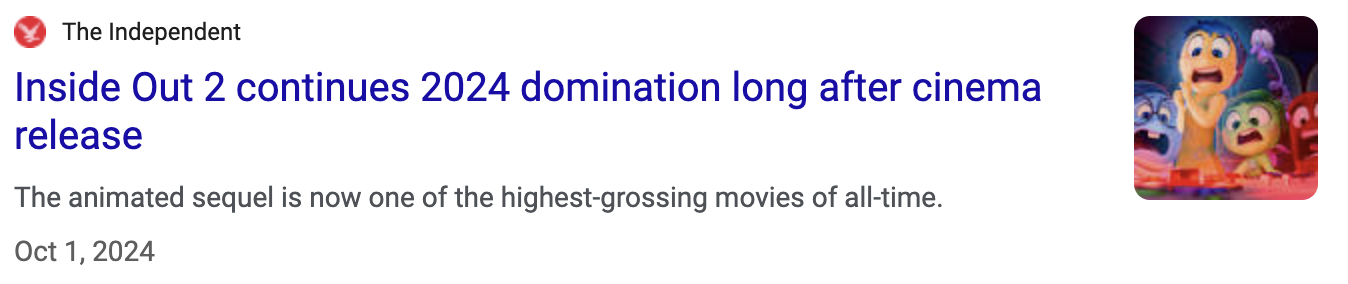 The Independent
Inside Out 2 continues 2024 domination long after cinema
release
The animated sequel is now one of the highest-grossing movies of all-time.
Oct 1, 2024